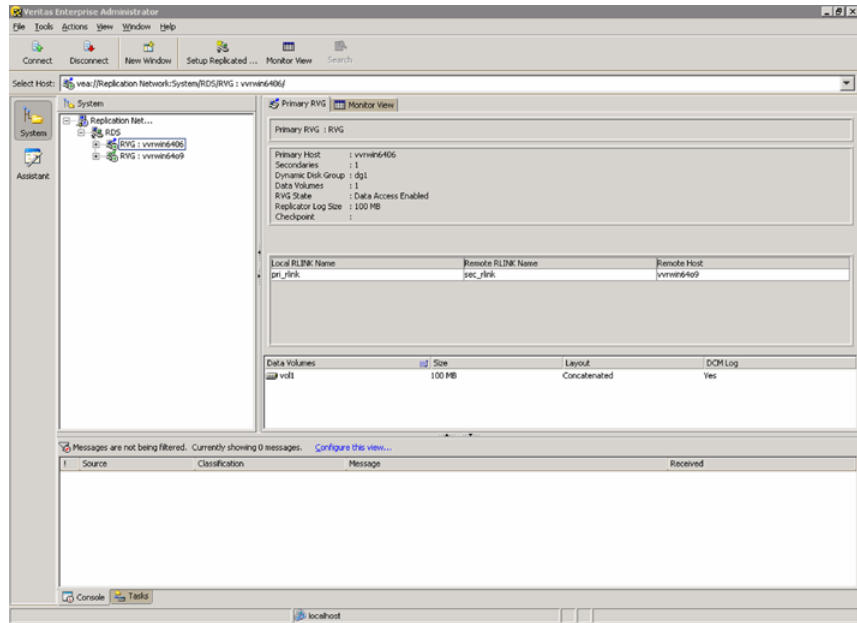 Veritas Enterprise Administrator
File Tools Actions View Window Help
Connect Disconnect New Window Setup Replicated ... Monitor View Search
Select Host: vea://Replication Network:System/RDS/RVG : vvrwin6406/
System
Assistant
System
Replication Net...
RDS
RVG : vvrwin6406
RVG : vvrwin64o9
Primary RVG Monitor View
Primary RVG : RVG
Primary Host : vvrwin6406
Secondaries : 1
Dynamic Disk Group : dg1
Data Volumes : 1
RVG State : Data Access Enabled
Replicator Log Size : 100 MB
Checkpoint :
Local RLINK Name Remote RLINK Name Remote Host
pri_rlink sec_rlink vvrwin64o9
Data Volumes Size Layout DCM Log
vol1 100 MB Concatenated Yes
Messages are not being filtered. Currently showing 0 messages. Configure this view...
! Source Classification Message Received
Console Tasks
localhost